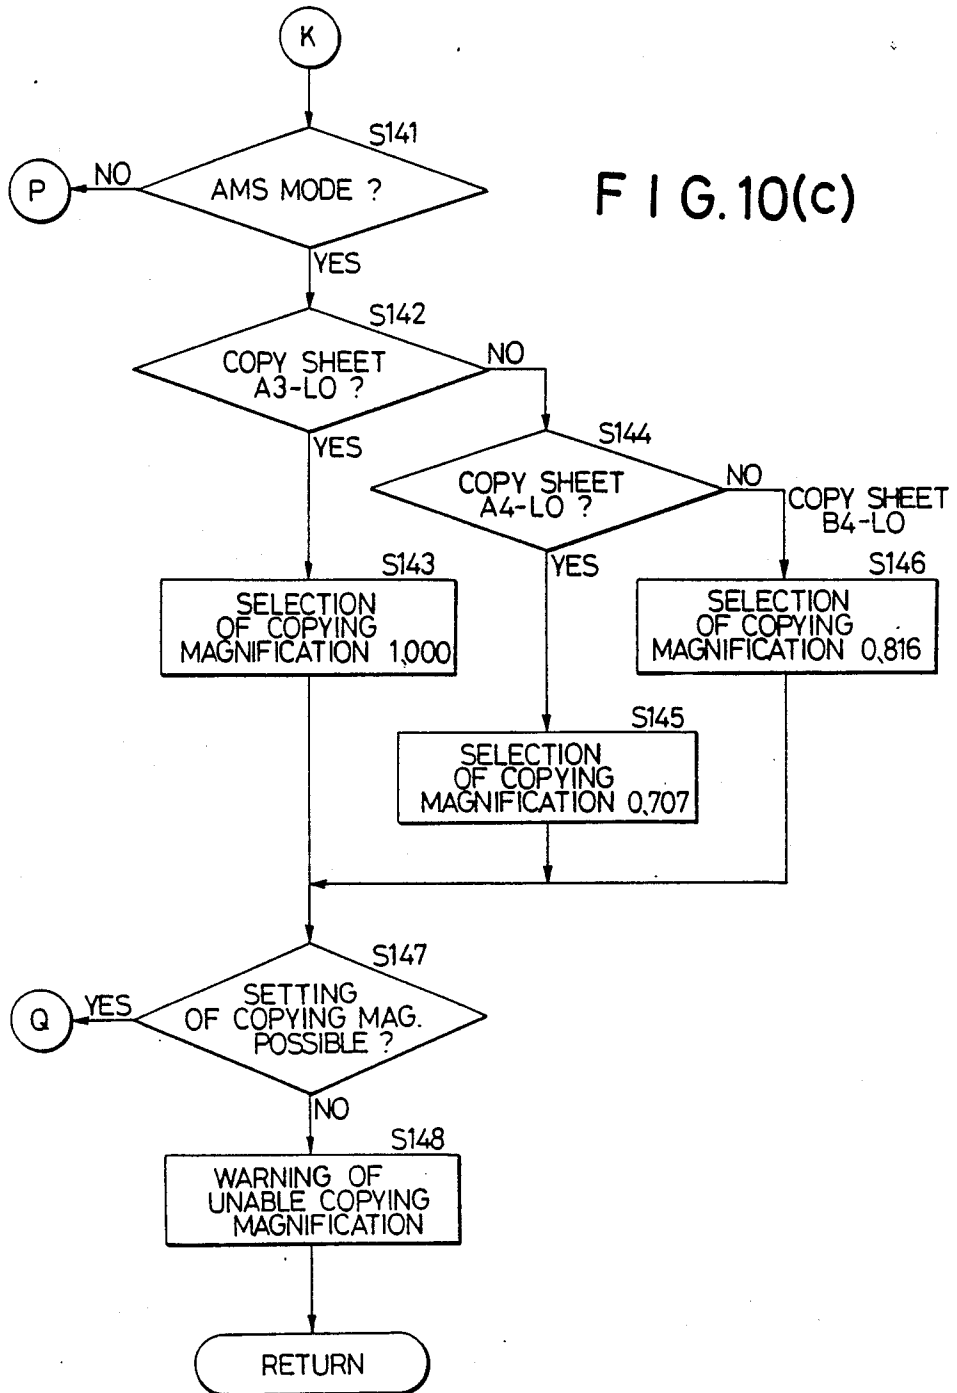 K
S141
AMS MODE ?
NO
P
F I G.10(c)
YES
S142
COPY SHEET
A3-LO ?
NO
YES
S144
COPY SHEET
A4-LO ?
NO
COPY SHEET
B4-LO
YES
S143
SELECTION
OF COPYING
MAGNIFICATION 1,000
S146
SELECTION
OF COPYING
MAGNIFICATION 0,816
S145
SELECTION
OF COPYING
MAGNIFICATION 0,707
S147
SETTING
OF COPYING MAG.
POSSIBLE ?
YES
Q
NO
S148
WARNING OF
UNABLE COPYING
MAGNIFICATION
RETURN